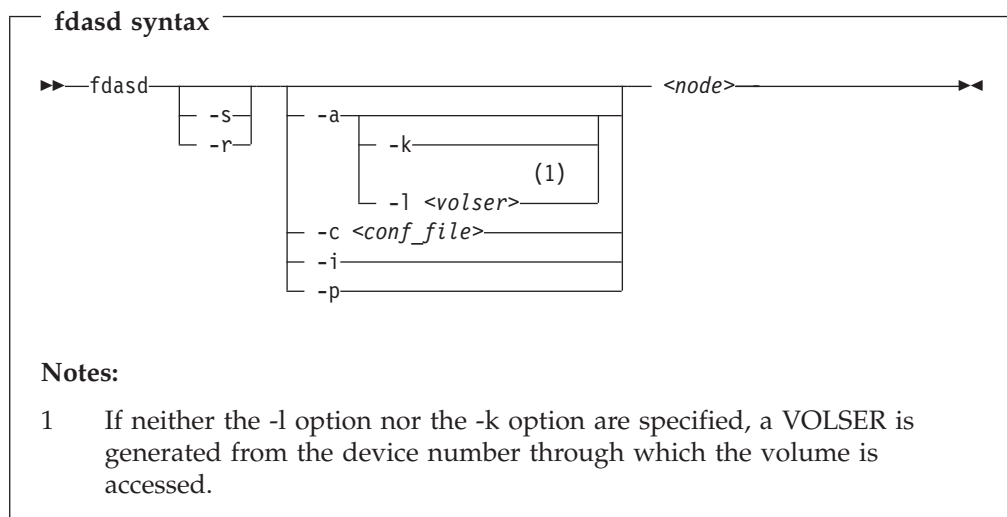 fdasd syntax
fdasd <node>
-s -a
-r -k
(1)
-l <volser>
-c <conf_file>
-i
-p
Notes:
1 If neither the -l option nor the -k option are specified, a VOLSER is
generated from the device number through which the volume is
accessed.